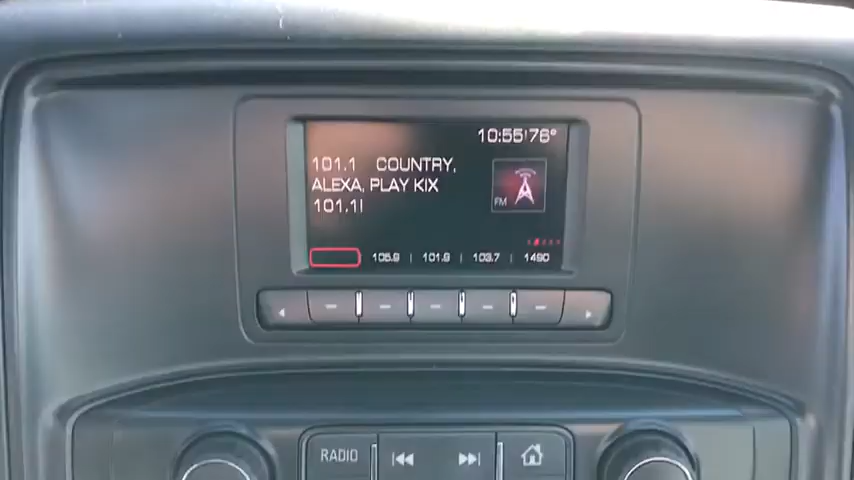 10:55|76°
101.1 COUNTRY,
ALEXA, PLAY KIX
101.1!
FM
105.9 | 101.9 | 103.7 | 1490
RADIO